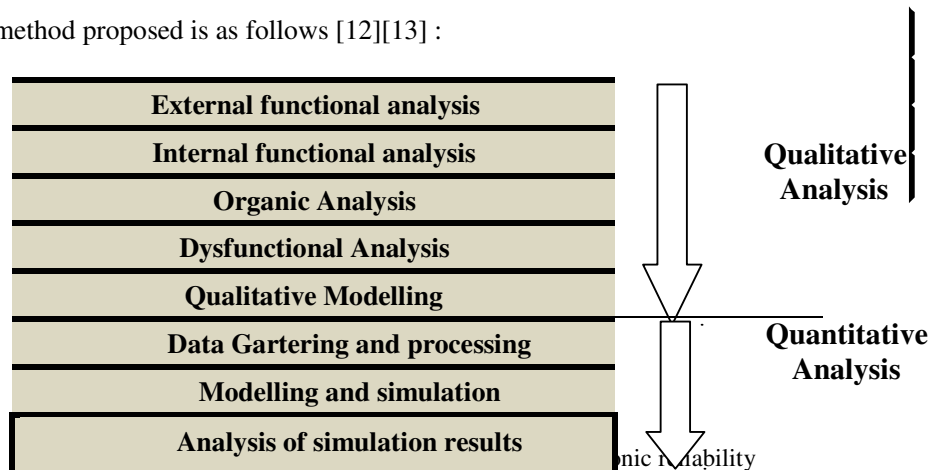 method proposed is as follows [12][13] :
External functional analysis
Internal functional analysis
Organic Analysis
Dysfunctional Analysis
Qualitative Modelling
Data Gartering and processing
Modelling and simulation
Analysis of simulation results
Qualitative
Analysis
Quantitative
Analysis